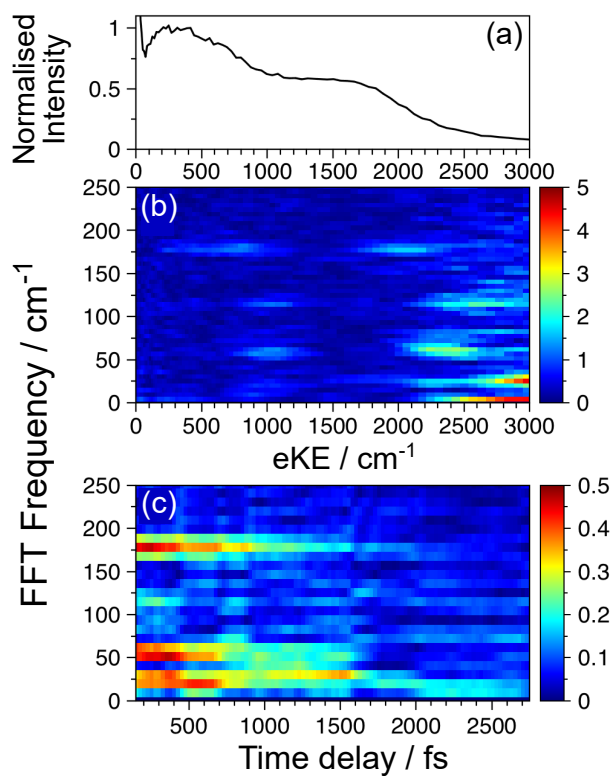 Normalised Intensity
(a)
1
0.5
0
0 500 1000 1500 2000 2500 3000
FFT Frequency / cm-1
(b)
250
200
150
100
50
0
0 500 1000 1500 2000 2500 3000
eKE / cm-1
5
4
3
2
1
0
(c)
250
200
150
100
50
0
500 1000 1500 2000 2500
Time delay / fs
0.5
0.4
0.3
0.2
0.1
0